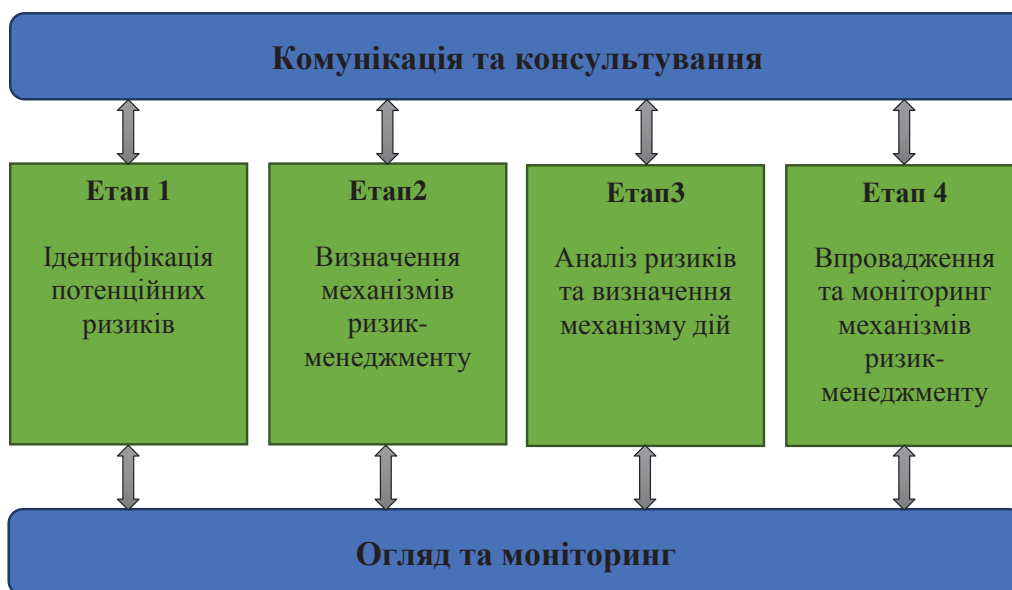 Комунікація та консультування
Етап 1
Ідентифікація
потенційних
ризиків
Етап2
Визначення
механізмів
ризик-
менеджменту
Етап3
Аналіз ризиків
та визначення
механізму дій
Етап 4
Впровадження
та моніторинг
механізмів
ризик-
менеджменту
Огляд та моніторинг